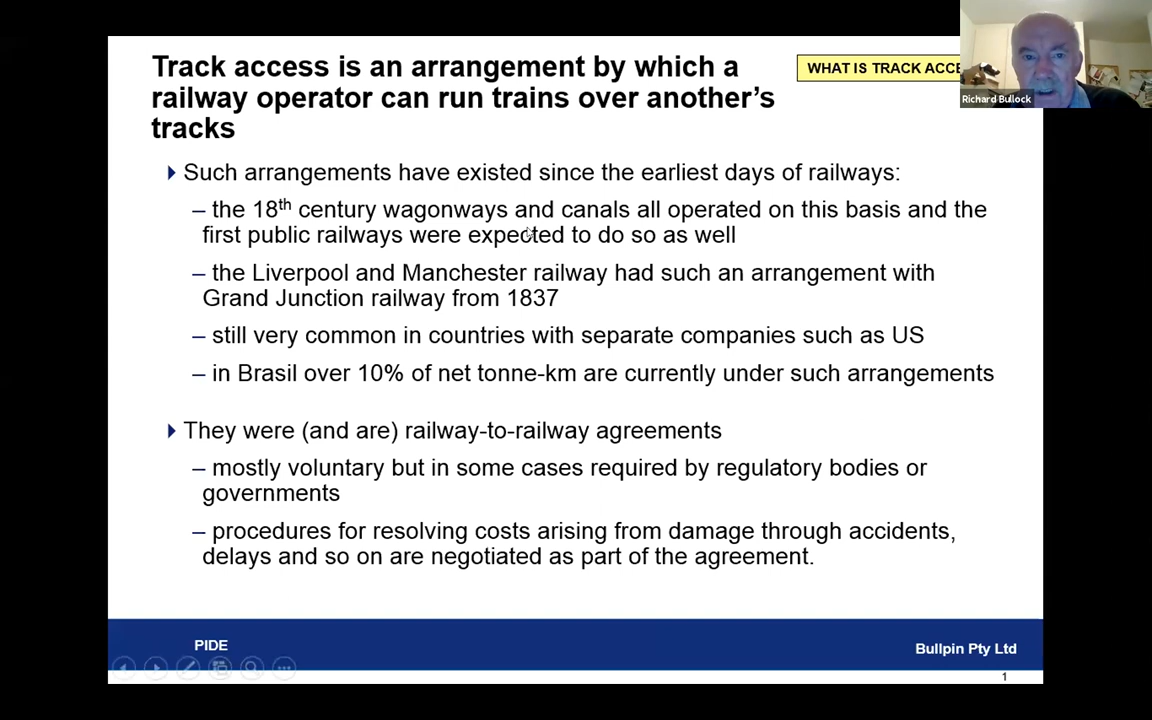 Track access is an arrangement by which a
railway operator can run trains over another's
tracks
WHAT IS TRACK
Richard Bullock
Such arrangements have existed since the earliest days of railways:
– the 18th century wagonways and canals all operated on this basis and the
first public railways were expected to do so as well
– the Liverpool and Manchester railway had such an arrangement with
Grand Junction railway from 1837
– still very common in countries with separate companies such as US
– in Brasil over 10% of net tonne-km are currently under such arrangements
They were (and are) railway-to-railway agreements
– mostly voluntary but in some cases required by regulatory bodies or
governments
– procedures for resolving costs arising from damage through accidents,
delays and so on are negotiated as part of the agreement.
PIDE
Bullpin Pty Ltd
1